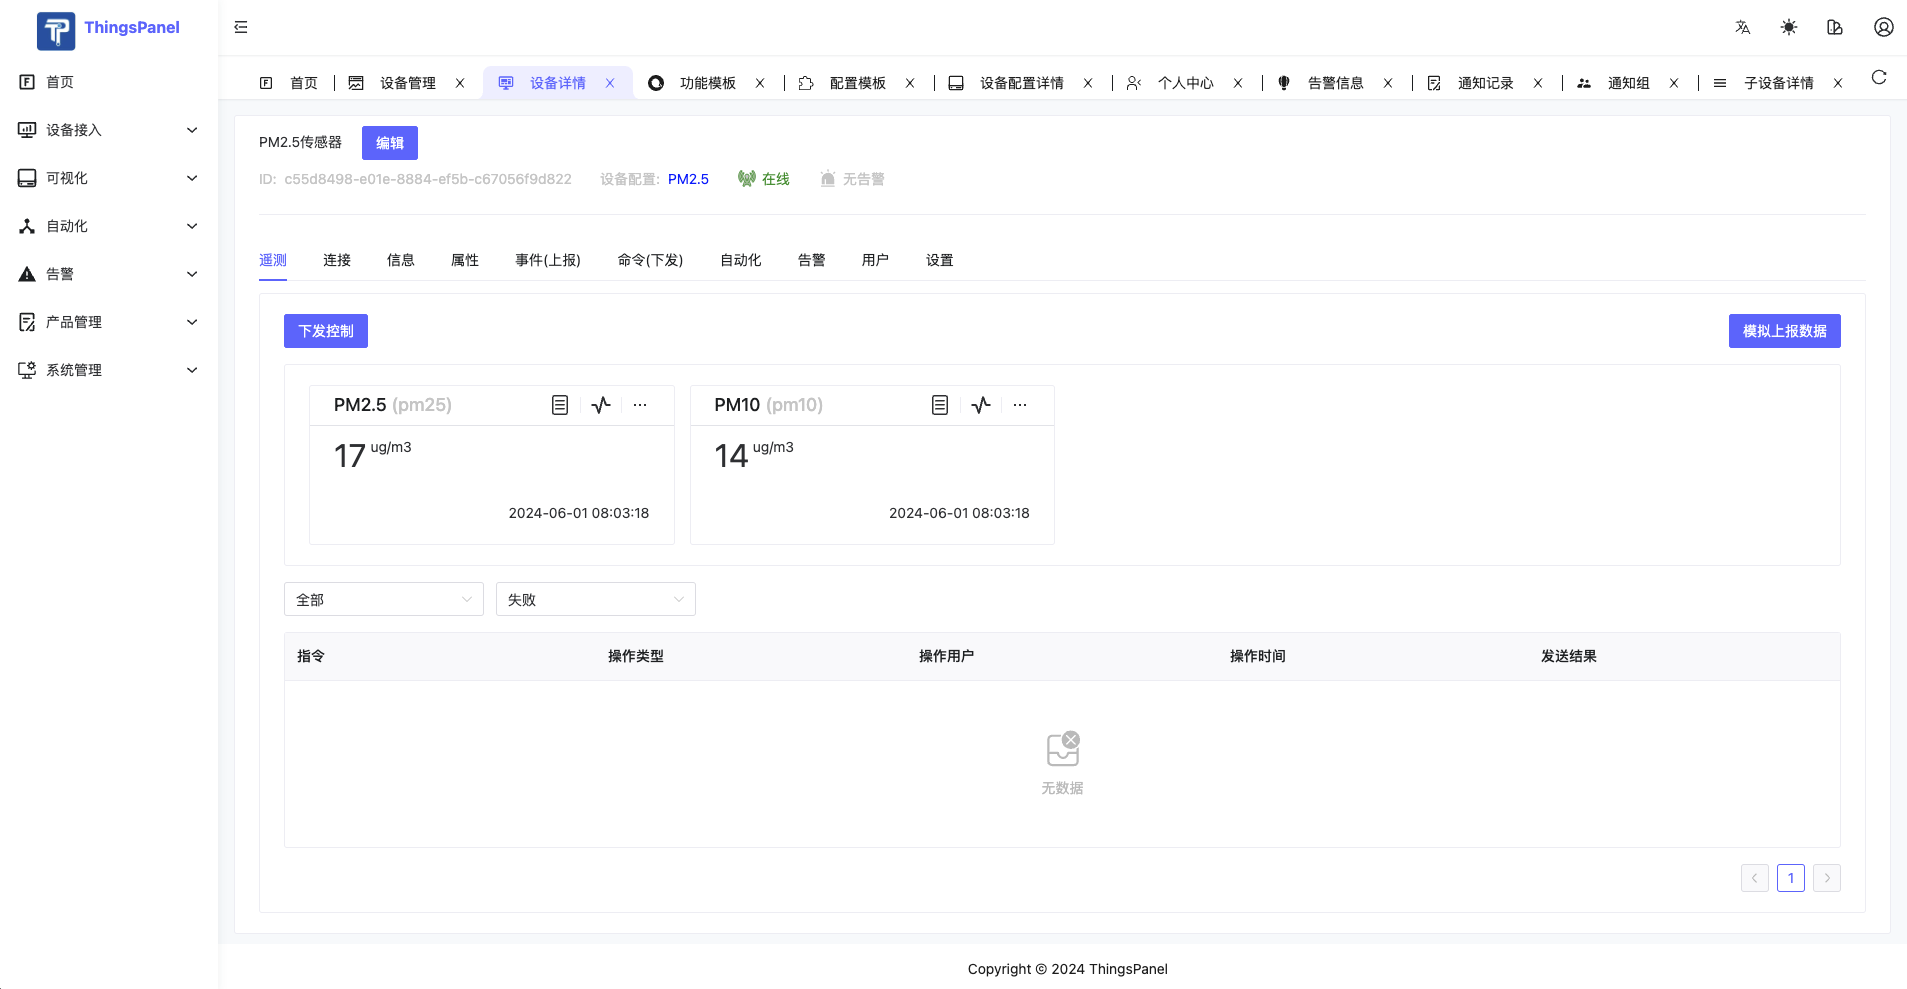 ThingsPanel
首页
设备接入
可视化
自动化
告警
产品管理
系统管理
首页 设备管理 设备详情 功能模板 配置模板 设备配置详情 个人中心 告警信息 通知记录 通知组 子设备详情
PM2.5传感器 编辑
ID: c55d8498-e01e-8884-ef5b-c67056f9d822 设备配置: PM2.5 在线 无告警
遥测 连接 信息 属性 事件(上报) 命令(下发) 自动化 告警 用户 设置
下发控制 模拟上报数据
PM2.5 (pm25)
17 ug/m3
2024-06-01 08:03:18
PM10 (pm10)
14 ug/m3
2024-06-01 08:03:18
全部 失败
指令 操作类型 操作用户 操作时间 发送结果
无数据
1
Copyright © 2024 ThingsPanel